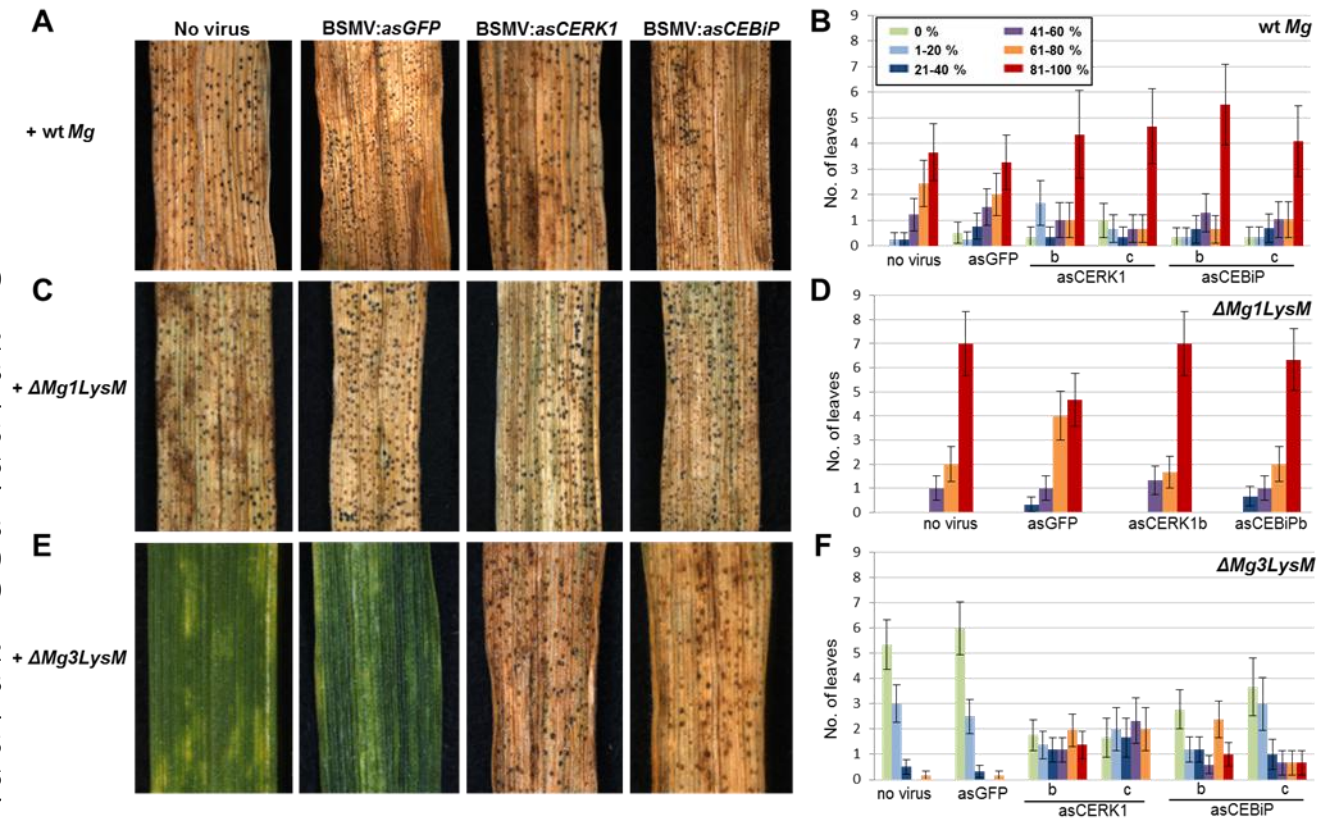 A
No virus
BSMV:asGFP
BSMV:asCERK1
BSMV:asCEBiP
+ wt Mg
B
wt Mg
0 %
1-20 %
21-40 %
41-60 %
61-80 %
81-100 %
No. of leaves
9
8
7
6
5
4
3
2
1
0
no virus
asGFP
b
c
b
c
asCERK1
asCEBiP
C
+ ΔMg1LysM
D
ΔMg1LysM
No. of leaves
9
8
7
6
5
4
3
2
1
0
no virus
asGFP
asCERK1b
asCEBiPb
E
+ ΔMg3LysM
F
ΔMg3LysM
No. of leaves
9
8
7
6
5
4
3
2
1
0
no virus
asGFP
b
c
b
c
asCERK1
asCEBiP